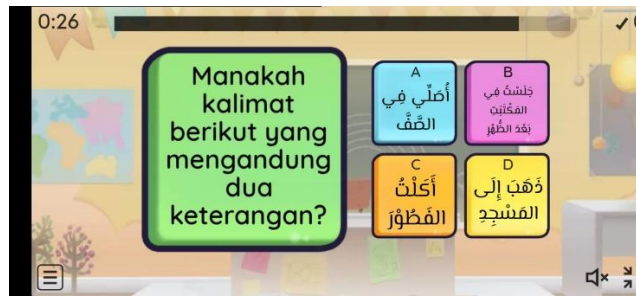 0:26
Manakah
kalimat
berikut yang
mengandung
dua
keterangan?
A
أُصَلِّي فِي
الصَّفِّ
B
جَلَسْتُ فِي
المَكْتَبَتِ
بَعْدَ الظُّهْرِ
C
أَكَلْتُ
الفَطُوْرَ
D
ذَهَبَ إِلَى
المَسْجِدِ